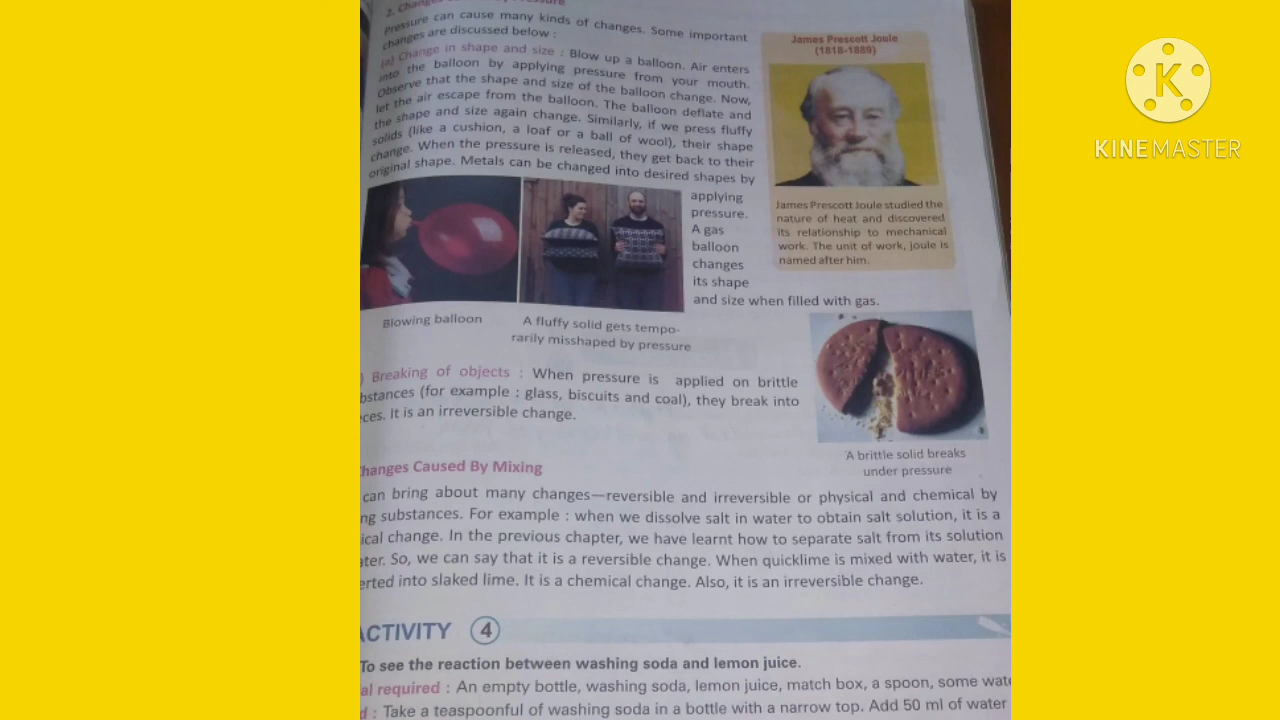 2. Changes Caused By Pressure
Pressure can cause many kinds of changes. Some important
changes are discussed below :
(a) Change in shape and size : Blow up a balloon. Air enters
into the balloon by applying pressure from your mouth.
Observe that the shape and size of the balloon change. Now,
let the air escape from the balloon. The balloon deflate and
the shape and size again change. Similarly, if we press fluffy
solids (like a cushion, a loaf or a ball of wool), their shape
change. When the pressure is released, they get back to their
original shape. Metals can be changed into desired shapes by
applying
pressure.
A gas
balloon
changes
its shape
and size when filled with gas.
James Prescott Joule
(1818-1889)
James Prescott Joule studied the
nature of heat and discovered
its relationship to mechanical
work. The unit of work, joule is
named after him.
Blowing balloon
A fluffy solid gets tempo-
rarily misshaped by pressure
) Breaking of objects : When pressure is applied on brittle
bstances (for example : glass, biscuits and coal), they break into
ces. It is an irreversible change.
A brittle solid breaks
under pressure
hanges Caused By Mixing
can bring about many changes—reversible and irreversible or physical and chemical by
ng substances. For example : when we dissolve salt in water to obtain salt solution, it is a
ical change. In the previous chapter, we have learnt how to separate salt from its solution
ater. So, we can say that it is a reversible change. When quicklime is mixed with water, it is
erted into slaked lime. It is a chemical change. Also, it is an irreversible change.
ACTIVITY 4
To see the reaction between washing soda and lemon juice.
al required : An empty bottle, washing soda, lemon juice, match box, a spoon, some wate
d : Take a teaspoonful of washing soda in a bottle with a narrow top. Add 50 ml of water
K
KINEMASTER